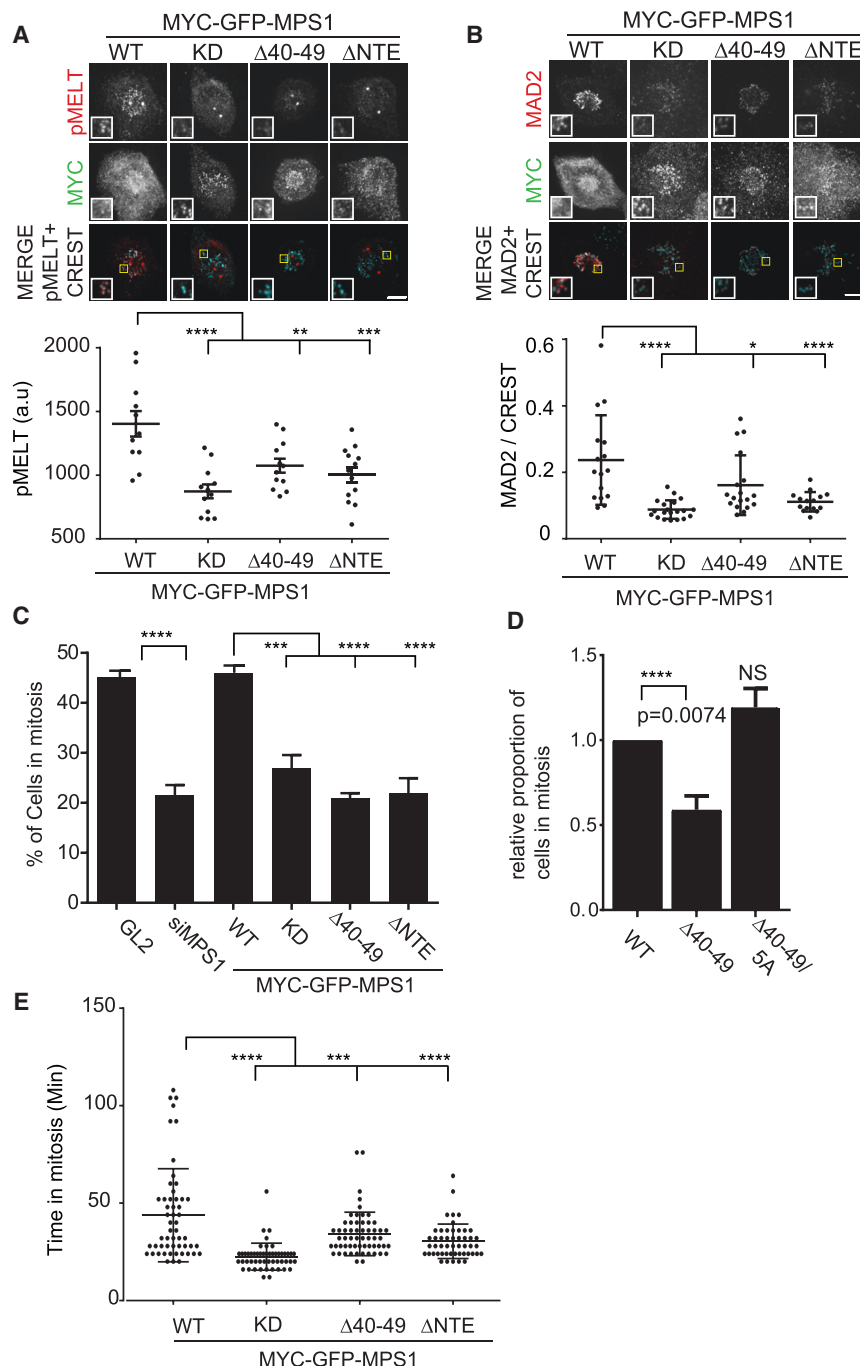 A
MYC-GFP-MPS1
WT KD Δ40-49 ΔNTE
pMELT
MYC
MERGE
pMELT+
CREST
**** ** ***
2000
1500
1000
500
pMELT (a.u)
WT KD Δ40-49 ΔNTE
MYC-GFP-MPS1
B
MYC-GFP-MPS1
WT KD Δ40-49 ΔNTE
MAD2
MYC
MERGE
MAD2+
CREST
**** * ****
0.6
0.4
0.2
0
MAD2 / CREST
WT KD Δ40-49 ΔNTE
MYC-GFP-MPS1
C
**** *** **** ****
50
40
30
20
10
0
% of Cells in mitosis
GL2 siMPS1 WT KD Δ40-49 ΔNTE
MYC-GFP-MPS1
D
**** NS
p=0.0074
1.0
0.5
0.0
relative proportion of
cells in mitosis
WT Δ40-49 Δ40-49/
5A
E
**** *** ****
150
100
50
0
Time in mitosis (Min)
WT KD Δ40-49 ΔNTE
MYC-GFP-MPS1